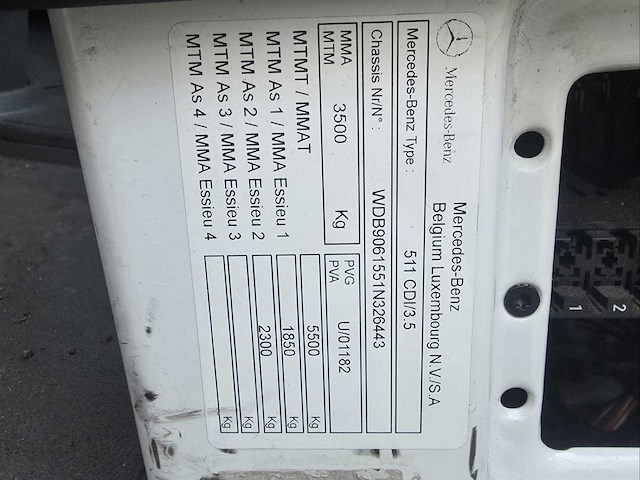 Mercedes-Benz
Mercedes-Benz
Belgium Luxembourg N.V/S.A
Mercedes-Benz Type : 511 CDI/3.5
Chassis Nr/N° : WDB9061551N326443
MMA
MTM 3500 Kg
PVG
PVA U/01182
MTMT / MMAT 5500 Kg
MTM As 1 / MMA Essieu 1 1850 Kg
MTM As 2 / MMA Essieu 2 2300 Kg
MTM As 3 / MMA Essieu 3
MTM As 4 / MMA Essieu 4 Kg
1 2